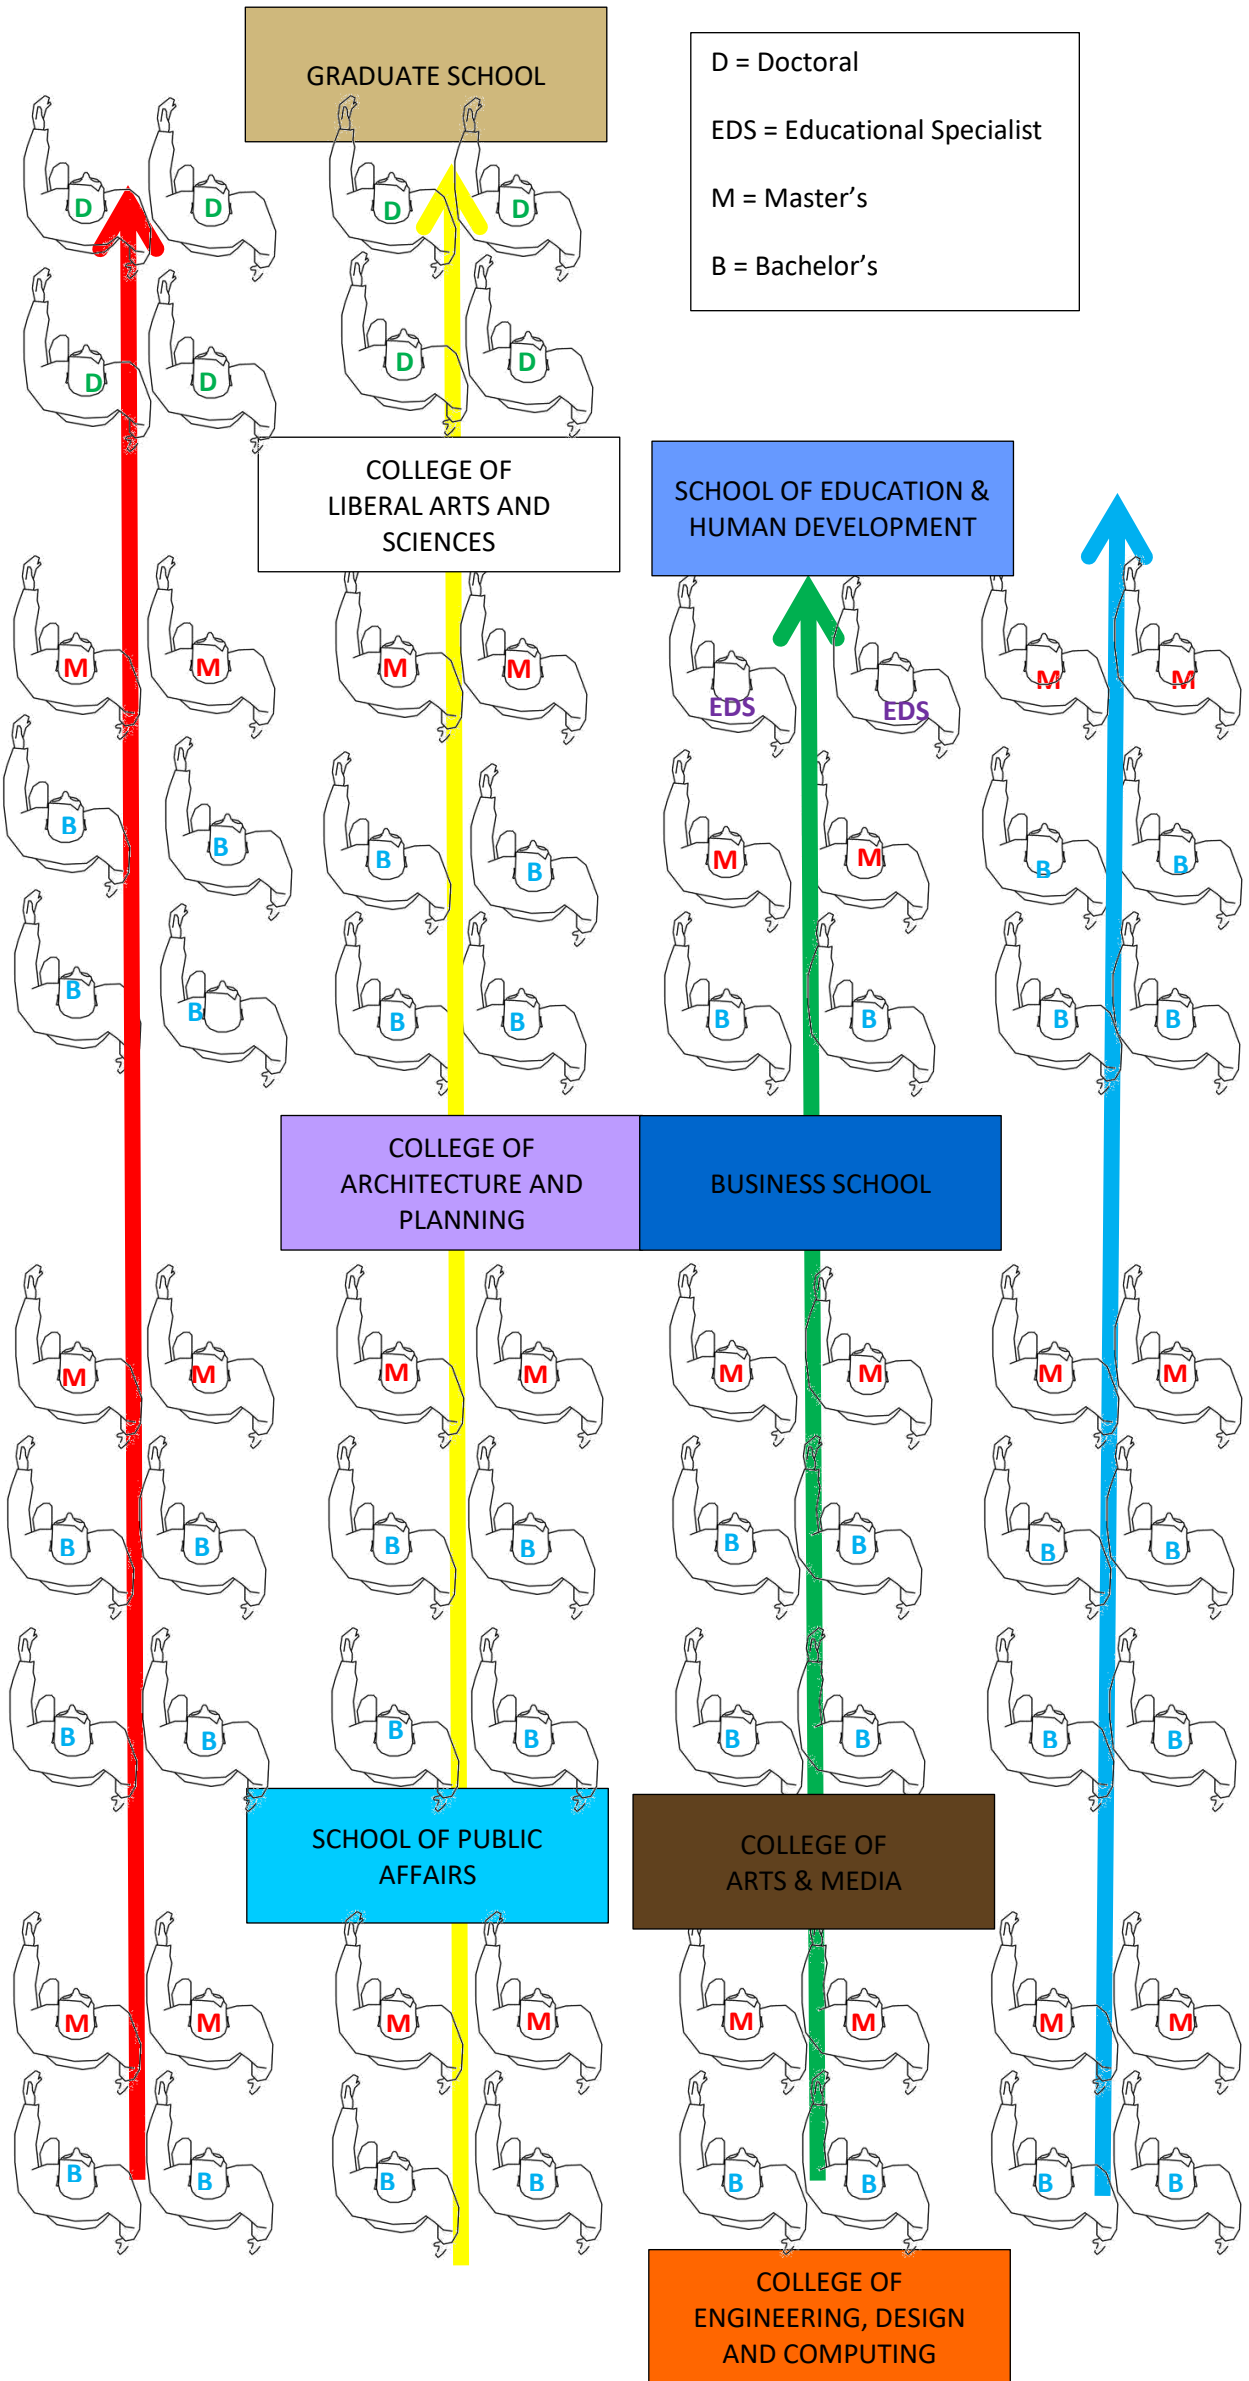 GRADUATE SCHOOL
D = Doctoral
EDS = Educational Specialist
M = Master's
B = Bachelor's
D D D D
D D D D
COLLEGE OF
LIBERAL ARTS AND
SCIENCES
SCHOOL OF EDUCATION &
HUMAN DEVELOPMENT
M M M M EDS EDS M M
B B B B M M B B
B B B B B B B B
COLLEGE OF
ARCHITECTURE AND
PLANNING
BUSINESS SCHOOL
M M M M M M M M
B B B B B B B B
B B B B B B B B
SCHOOL OF PUBLIC
AFFAIRS
COLLEGE OF
ARTS & MEDIA
M M M M M M M M
B B B B B B B B
COLLEGE OF
ENGINEERING, DESIGN
AND COMPUTING